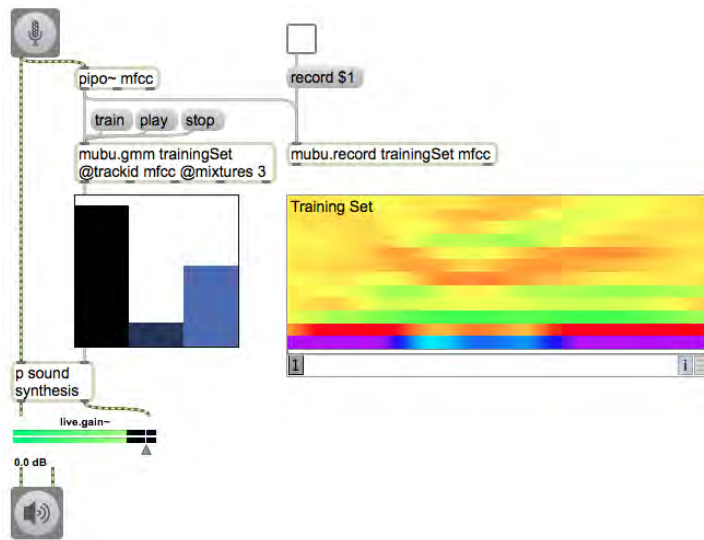 pipo~ mfcc
record $1
train
play
stop
mubu.gmm trainingSet
@trackid mfcc @mixtures 3
mubu.record trainingSet mfcc
Training Set
1
i
p sound
synthesis
live.gain~
0.0 dB